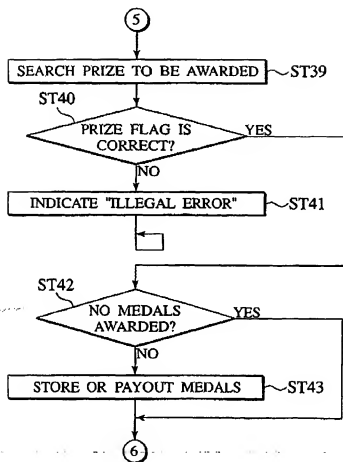 5
SEARCH PRIZE TO BE AWARDED
ST39
ST40
PRIZE FLAG IS
CORRECT?
YES
NO
INDICATE "ILLEGAL ERROR"
ST41
ST42
NO MEDALS
AWARDED?
YES
NO
STORE OR PAYOUT MEDALS
ST43
6